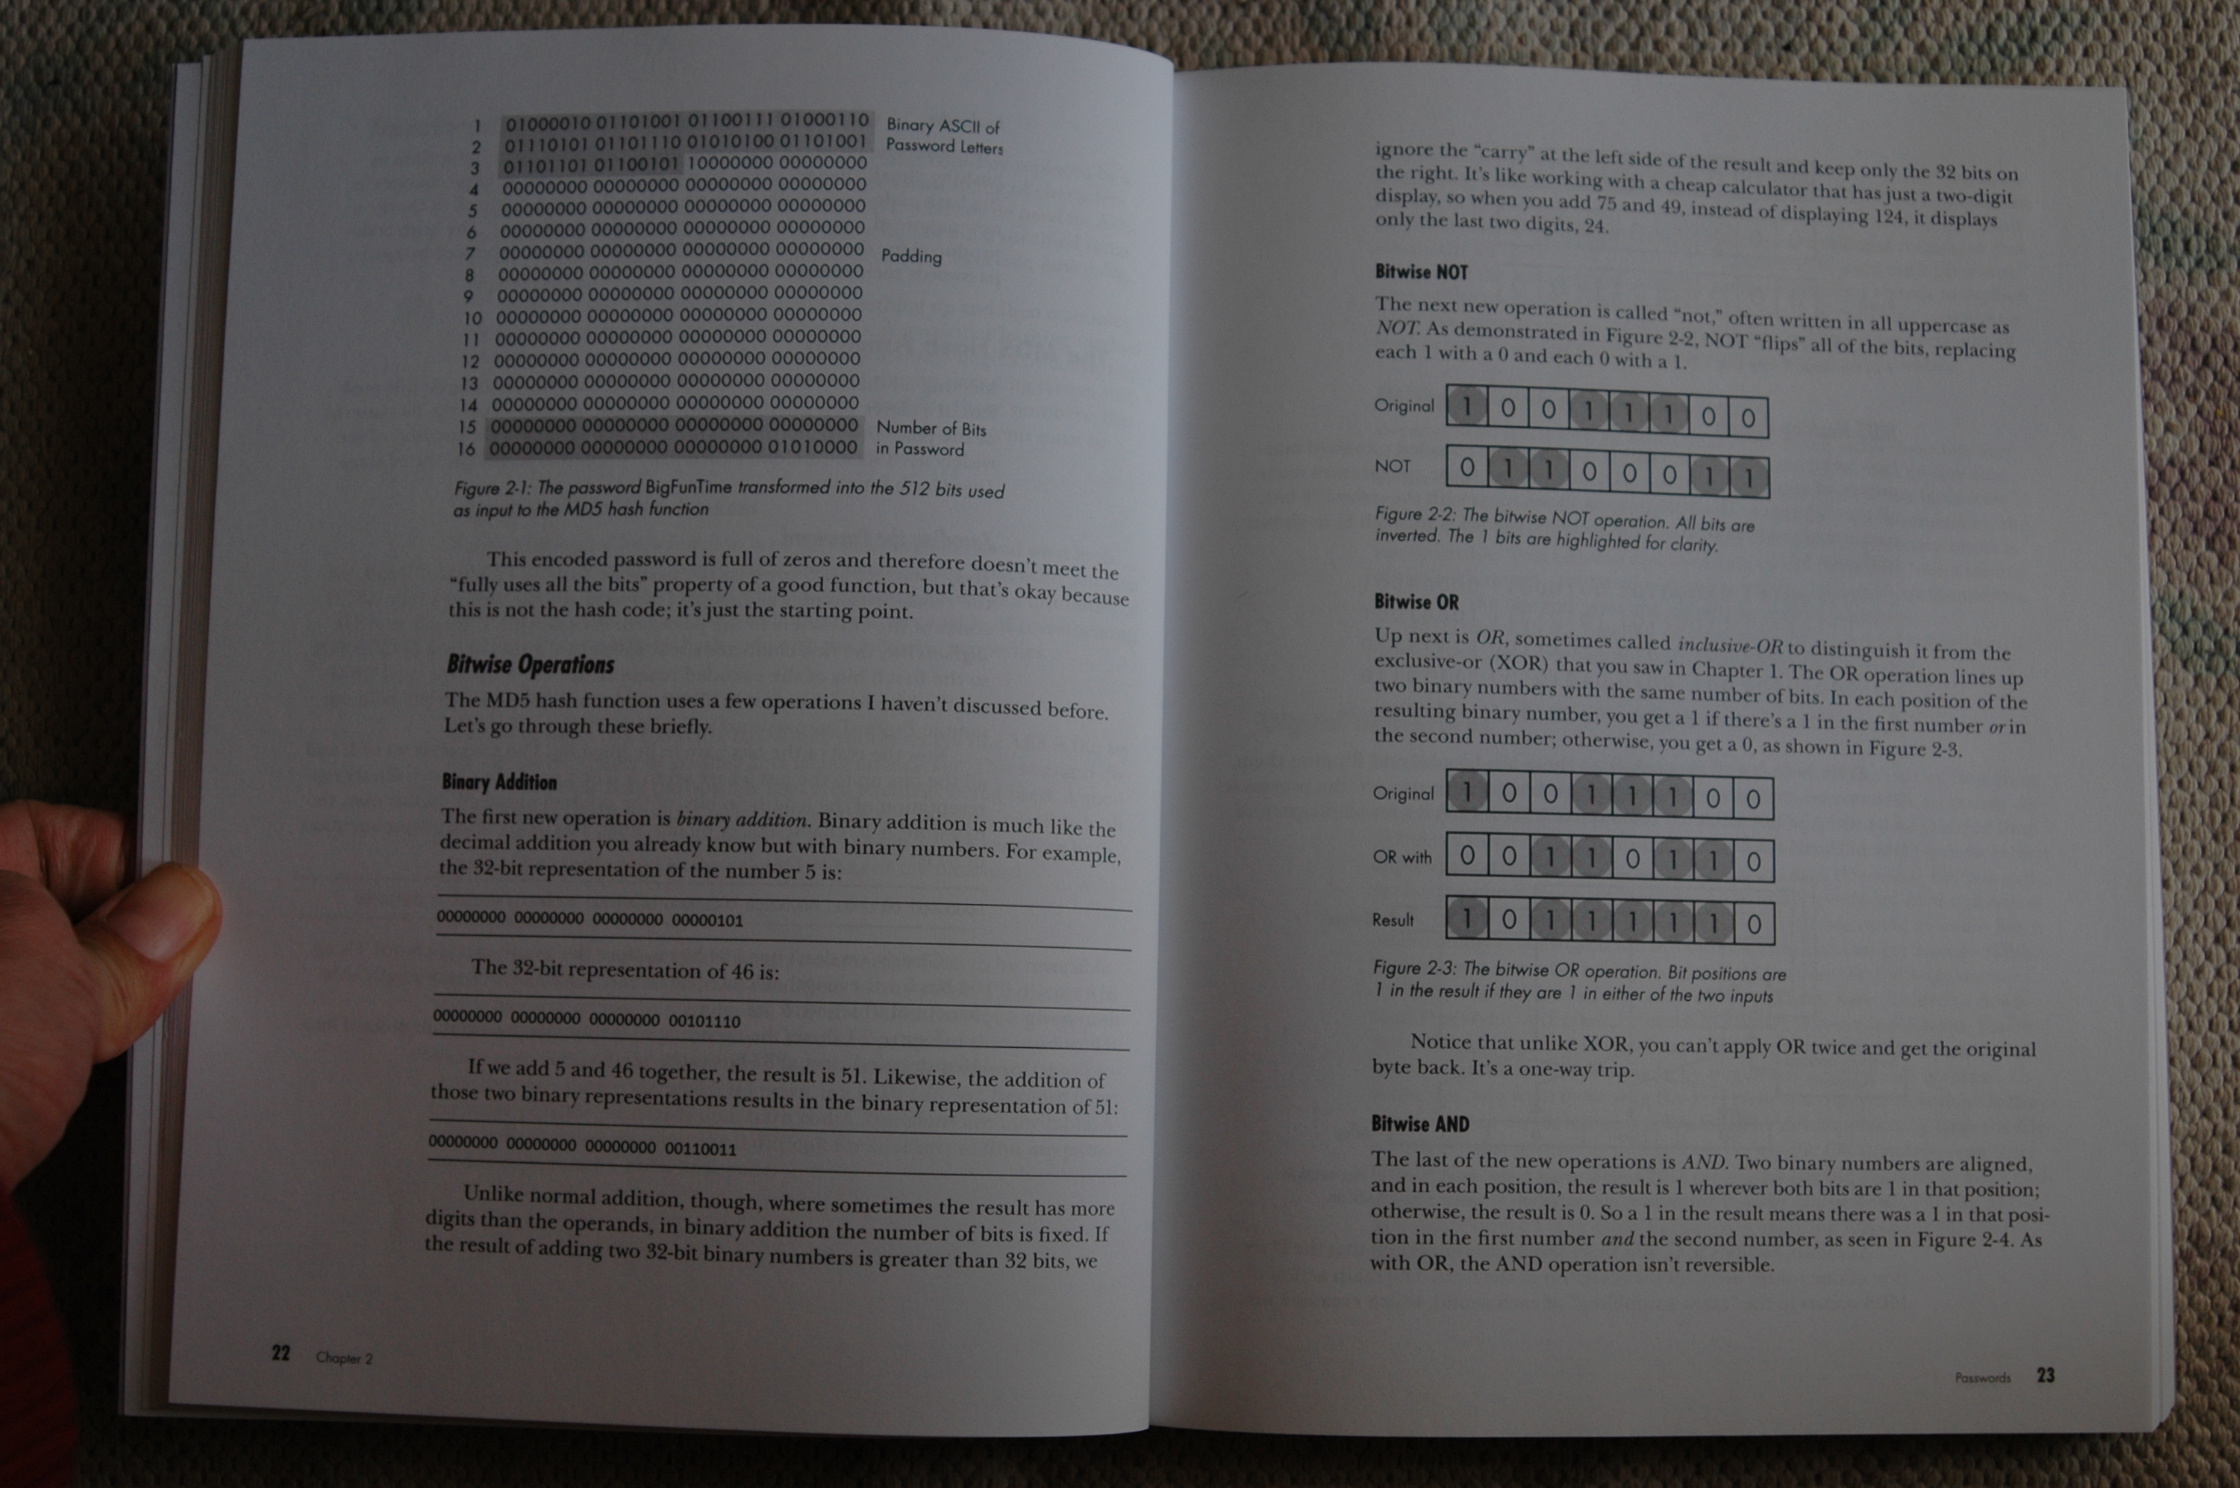 1 01000010 01101001 01100111 01000110 Binary ASCII of
2 01110101 01101110 01010100 01101001 Password Letters
3 01101101 01100101 10000000 00000000
4 00000000 00000000 00000000 00000000
5 00000000 00000000 00000000 00000000
6 00000000 00000000 00000000 00000000
7 00000000 00000000 00000000 00000000 Padding
8 00000000 00000000 00000000 00000000
9 00000000 00000000 00000000 00000000
10 00000000 00000000 00000000 00000000
11 00000000 00000000 00000000 00000000
12 00000000 00000000 00000000 00000000
13 00000000 00000000 00000000 00000000
14 00000000 00000000 00000000 00000000
15 00000000 00000000 00000000 00000000 Number of Bits
16 00000000 00000000 00000000 01010000 in Password
Figure 2-1: The password BigFunTime transformed into the 512 bits used
as input to the MD5 hash function
This encoded password is full of zeros and therefore doesn't meet the
“fully uses all the bits” property of a good function, but that's okay because
this is not the hash code; it's just the starting point.
Bitwise Operations
The MD5 hash function uses a few operations I haven't discussed before.
Let's go through these briefly.
Binary Addition
The first new operation is binary addition. Binary addition is much like the
decimal addition you already know but with binary numbers. For example,
the 32-bit representation of the number 5 is:
00000000 00000000 00000000 00000101
The 32-bit representation of 46 is:
00000000 00000000 00000000 00101110
If we add 5 and 46 together, the result is 51. Likewise, the addition of
those two binary representations results in the binary representation of 51:
00000000 00000000 00000000 00110011
Unlike normal addition, though, where sometimes the result has more
digits than the operands, in binary addition the number of bits is fixed. If
the result of adding two 32-bit binary numbers is greater than 32 bits, we
22 Chapter 2
ignore the “carry” at the left side of the result and keep only the 32 bits on
the right. It's like working with a cheap calculator that has just a two-digit
display, so when you add 75 and 49, instead of displaying 124, it displays
only the last two digits, 24.
Bitwise NOT
The next new operation is called “not,” often written in all uppercase as
NOT. As demonstrated in Figure 2-2, NOT “flips” all of the bits, replacing
each 1 with a 0 and each 0 with a 1.
Original 1 0 0 1 1 1 0 0
NOT 0 1 1 0 0 0 1 1
Figure 2-2: The bitwise NOT operation. All bits are
inverted. The 1 bits are highlighted for clarity.
Bitwise OR
Up next is OR, sometimes called inclusive-OR to distinguish it from the
exclusive-or (XOR) that you saw in Chapter 1. The OR operation lines up
two binary numbers with the same number of bits. In each position of the
resulting binary number, you get a 1 if there's a 1 in the first number or in
the second number; otherwise, you get a 0, as shown in Figure 2-3.
Original 1 0 0 1 1 1 0 0
OR with 0 0 1 1 0 1 1 0
Result 1 0 1 1 1 1 1 0
Figure 2-3: The bitwise OR operation. Bit positions are
1 in the result if they are 1 in either of the two inputs
Notice that unlike XOR, you can't apply OR twice and get the original
byte back. It's a one-way trip.
Bitwise AND
The last of the new operations is AND. Two binary numbers are aligned,
and in each position, the result is 1 wherever both bits are 1 in that position;
otherwise, the result is 0. So a 1 in the result means there was a 1 in that posi-
tion in the first number and the second number, as seen in Figure 2-4. As
with OR, the AND operation isn't reversible.
Passwords 23